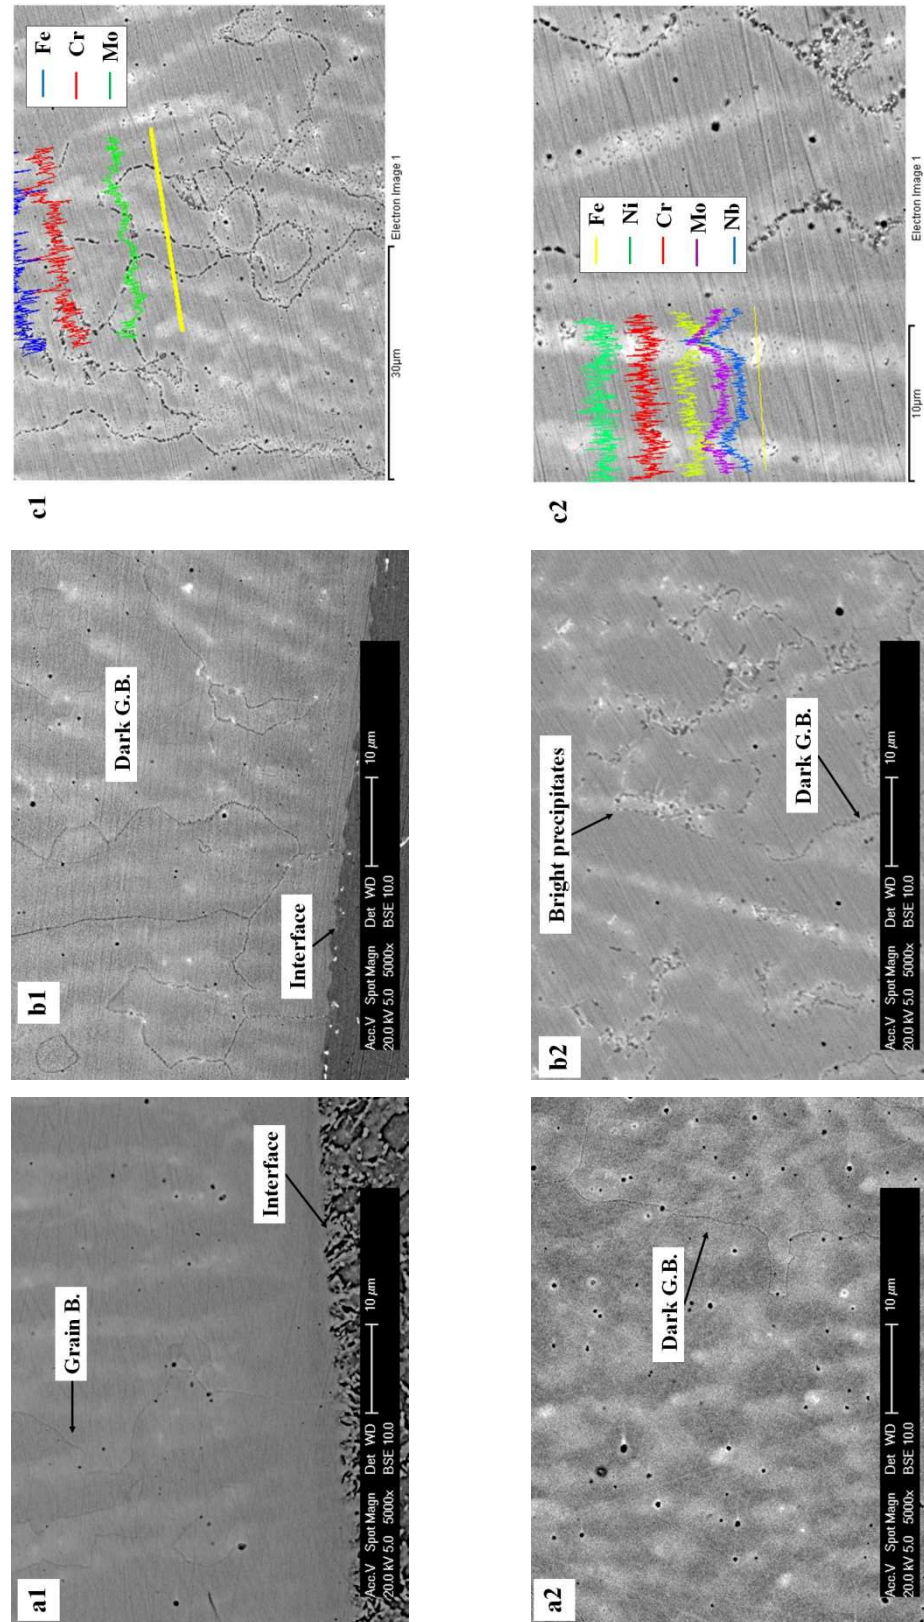 a1
Grain B.
Interface
Acc.V Spot Magn Det WD
20.0 kV 5.0 5000x BSE 10.0
10 µm
b1
Dark G.B.
Interface
Acc.V Spot Magn Det WD
20.0 kV 5.0 5000x BSE 10.0
10 µm
c1
Fe
Cr
Mo
30µm
Electron Image 1
a2
Dark G.B.
Acc.V Spot Magn Det WD
20.0 kV 5.0 5000x BSE 10.0
10 µm
b2
Bright precipitates
Dark G.B.
Acc.V Spot Magn Det WD
20.0 kV 5.0 5000x BSE 10.0
10 µm
c2
Fe
Ni
Cr
Mo
Nb
10µm
Electron Image 1